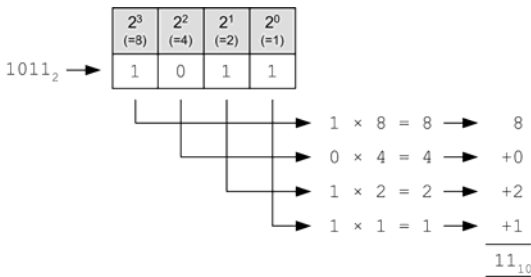 2³ 2² 2¹ 2⁰
(=8) (=4) (=2) (=1)
1011₂ 1 0 1 1
1 × 8 = 8 8
0 × 4 = 4 +0
1 × 2 = 2 +2
1 × 1 = 1 +1
11₁₀